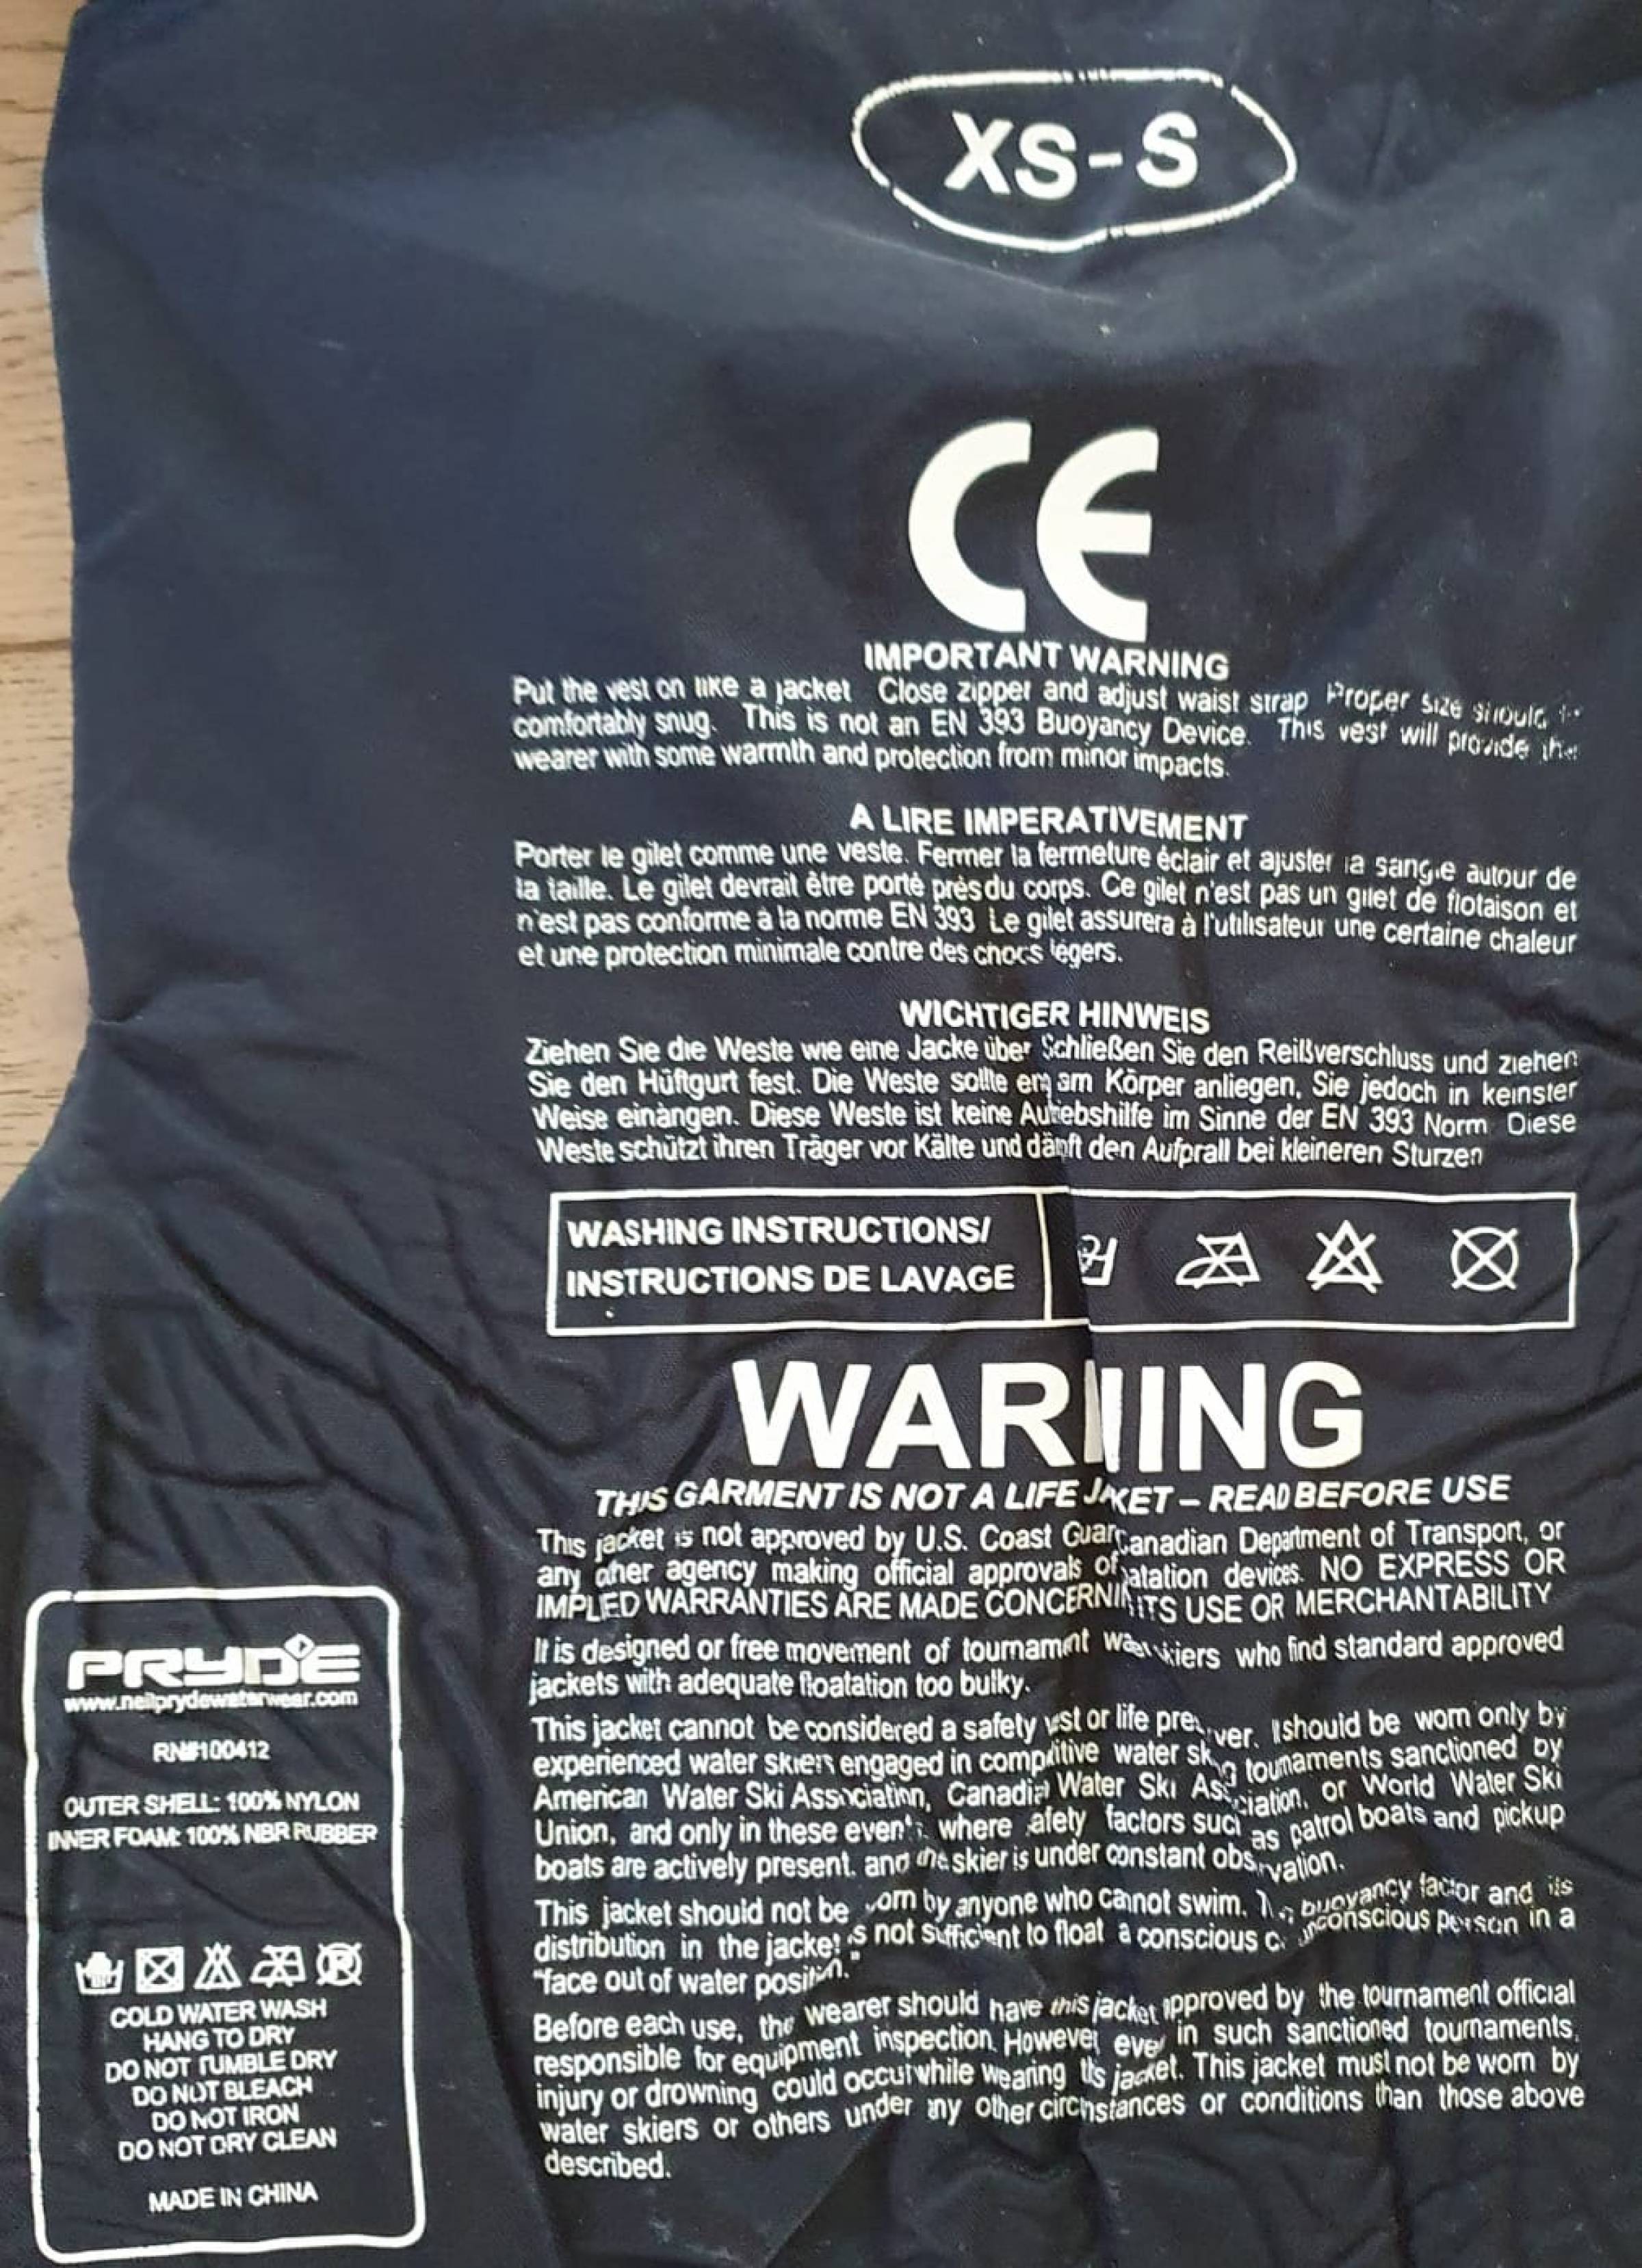 XS-S
CE
IMPORTANT WARNING
Put the vest on like a jacket Close zipper and adjust waist strap Proper size should
comfortably snug. This is not an EN 393 Buoyancy Device. This vest will provide the
wearer with some warmth and protection from minor impacts.
A LIRE IMPERATIVEMENT
Porter le gilet comme une veste. Fermer la fermeture éclair et ajuster la sangle autour de
la taille. Le gilet devrait être porté près du corps. Ce gilet n'est pas un gilet de flotaison et
n'est pas conforme à la norme EN 393 Le gilet assurera à l'utilisateur une certaine chaleur
et une protection minimale contre des chocs légers.
WICHTIGER HINWEIS
Ziehen Sie die Weste wie eine Jacke über Schließen Sie den Reißverschluss und ziehen
Sie den Hüftgurt fest. Die Weste sollte eng am Körper anliegen, Sie jedoch in keinster
Weise einängen. Diese Weste ist keine Auftriebshilfe im Sinne der EN 393 Norm Diese
Weste schützt ihren Träger vor Kälte und dämpft den Aufprall bei kleineren Sturzen
WASHING INSTRUCTIONS/
INSTRUCTIONS DE LAVAGE
WARNING
THIS GARMENT IS NOT A LIFE JACKET – READ BEFORE USE
This jacket is not approved by U.S. Coast Guard Canadian Department of Transport, or
any other agency making official approvals of floatation devices. NO EXPRESS OR
IMPLIED WARRANTIES ARE MADE CONCERNING ITS USE OR MERCHANTABILITY
It is designed or free movement of tournament water skiers who find standard approved
jackets with adequate floatation too bulky.
This jacket cannot be considered a safety vest or life preserver. It should be worn only by
experienced water skiers engaged in competitive water skiing tournaments sanctioned by
American Water Ski Association, Canadian Water Ski Association, or World Water Ski
Union, and only in these events where safety factors such as patrol boats and pickup
boats are actively present. and the skier is under constant observation.
This jacket should not be worn by anyone who cannot swim. The buoyancy factor and its
distribution in the jacket is not sufficient to float a conscious or unconscious person in a
"face out of water position."
Before each use, the wearer should have this jacket approved by the tournament official
responsible for equipment inspection. However even in such sanctioned tournaments,
injury or drowning could occur while wearing this jacket. This jacket must not be worn by
water skiers or others under any other circumstances or conditions than those above
described.
PRYDE
www.neilprydewaterwear.com
RN#100412
OUTER SHELL: 100% NYLON
INNER FOAM: 100% NBR RUBBER
COLD WATER WASH
HANG TO DRY
DO NOT TUMBLE DRY
DO NOT BLEACH
DO NOT IRON
DO NOT DRY CLEAN
MADE IN CHINA